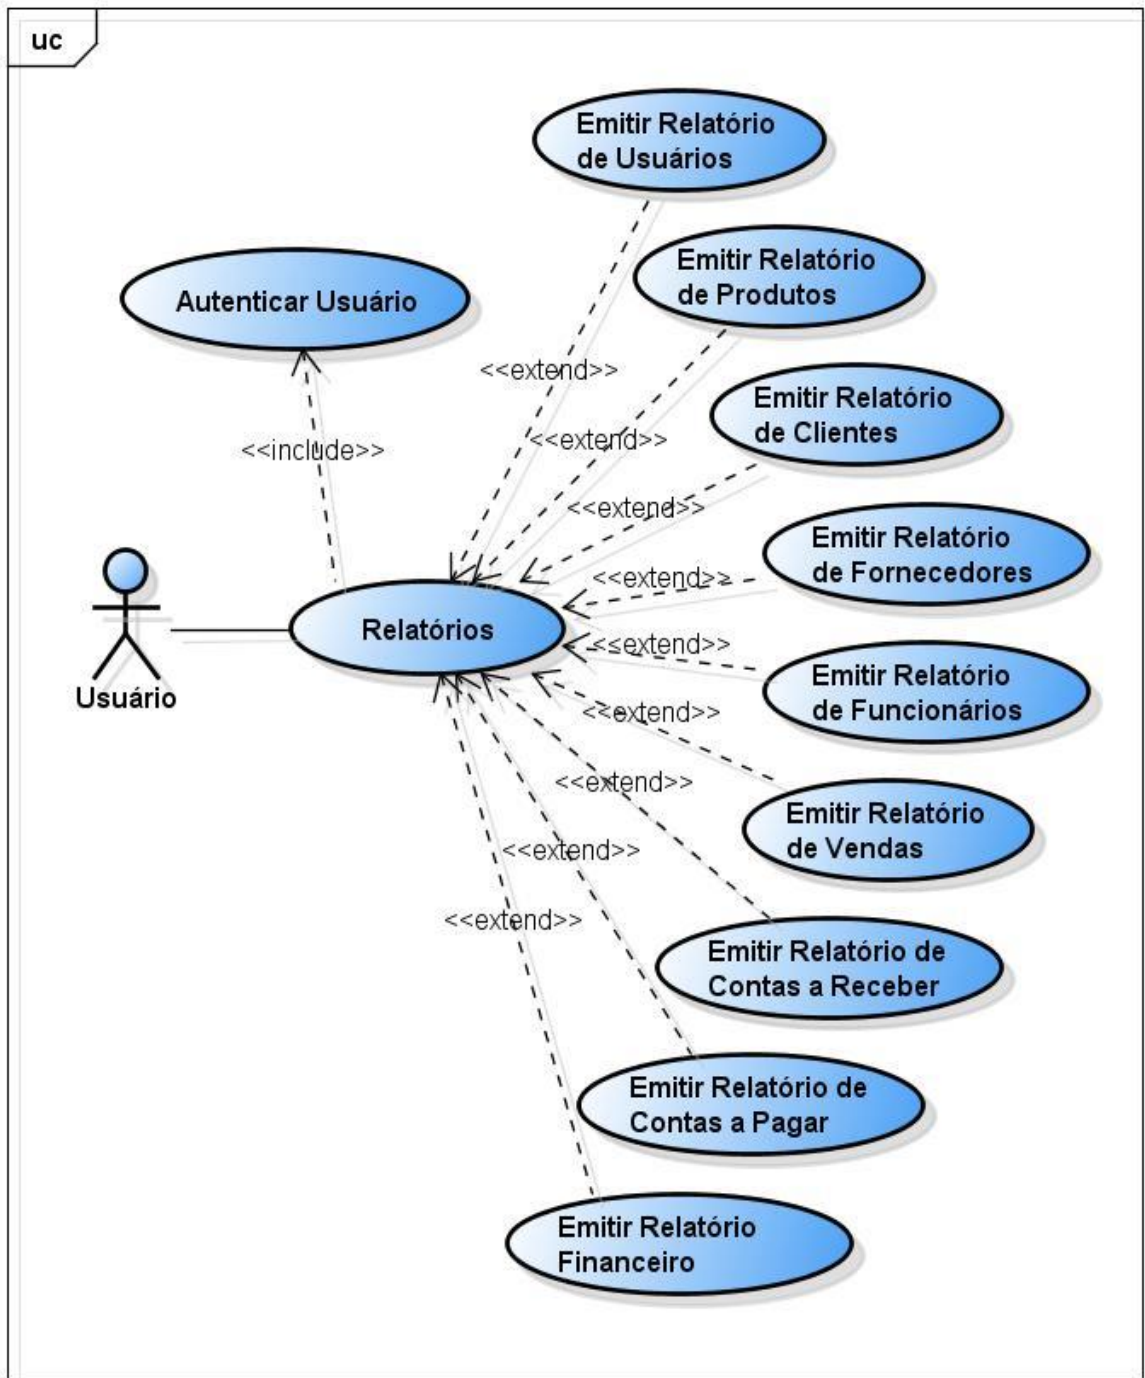 uc
Emitir Relatório
de Usuários
Emitir Relatório
de Produtos
Autenticar Usuário
<<extend>>
Emitir Relatório
de Clientes
<<extend>>
<<include>>
<<extend>>
Emitir Relatório
de Fornecedores
<<extend>>
Relatórios
<<extend>>
Emitir Relatório
de Funcionários
Usuário
<<extend>>
<<extend>>
Emitir Relatório
de Vendas
<<extend>>
<<extend>>
Emitir Relatório de
Contas a Receber
Emitir Relatório de
Contas a Pagar
Emitir Relatório
Financeiro